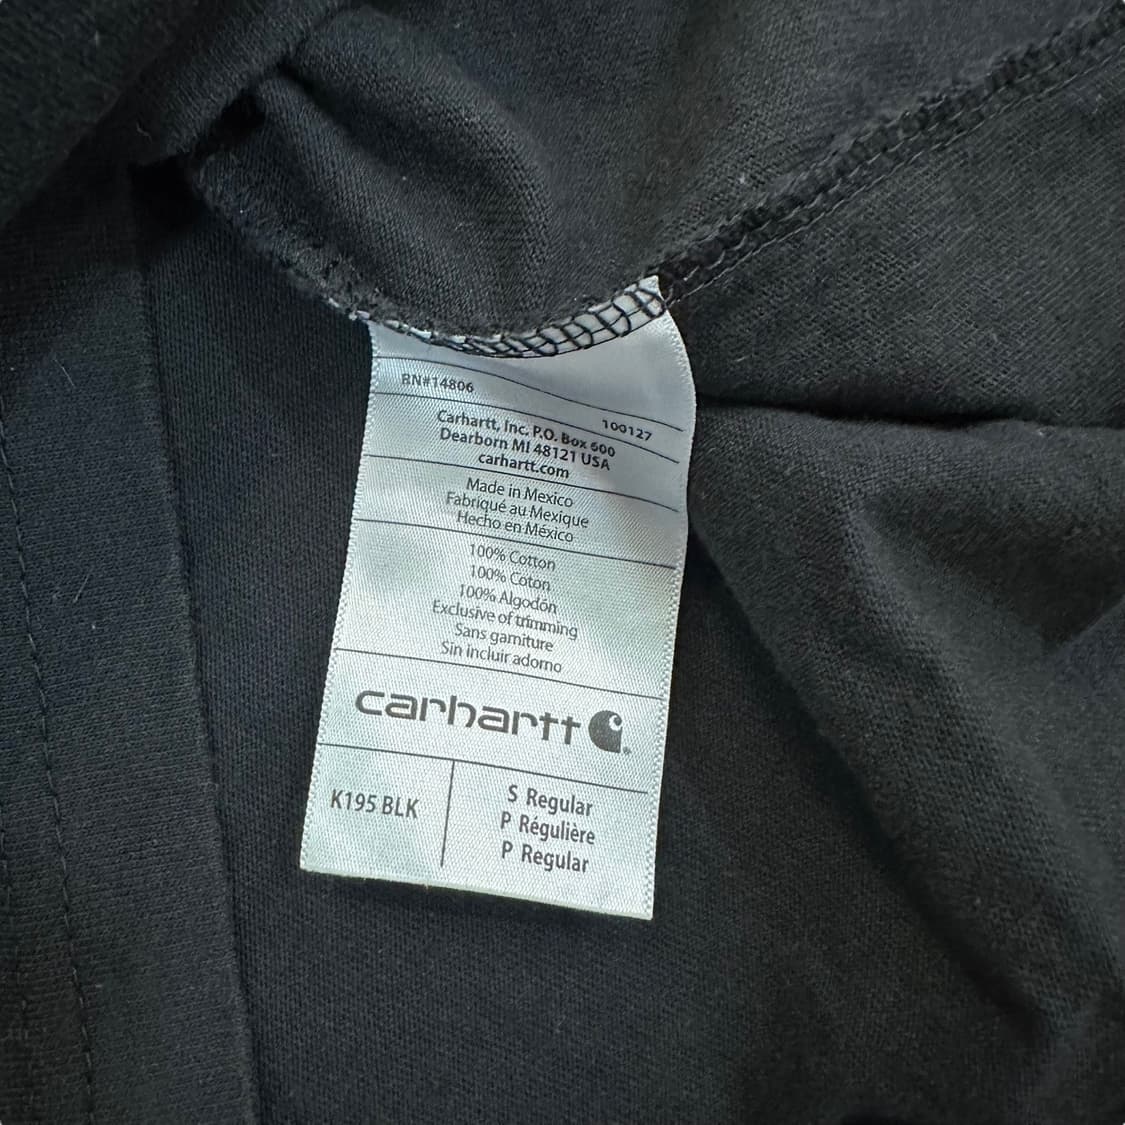 RN#14806
100127
Carhartt, Inc. P.O. Box 600
Dearborn MI 48121 USA
carhartt.com
Made in Mexico
Fabriqué au Mexique
Hecho en México
100% Cotton
100% Coton
100% Algodón
Exclusive of trimming
Sans garniture
Sin incluir adorno
carhartt
K195 BLK
S Regular
P Régulière
P Regular